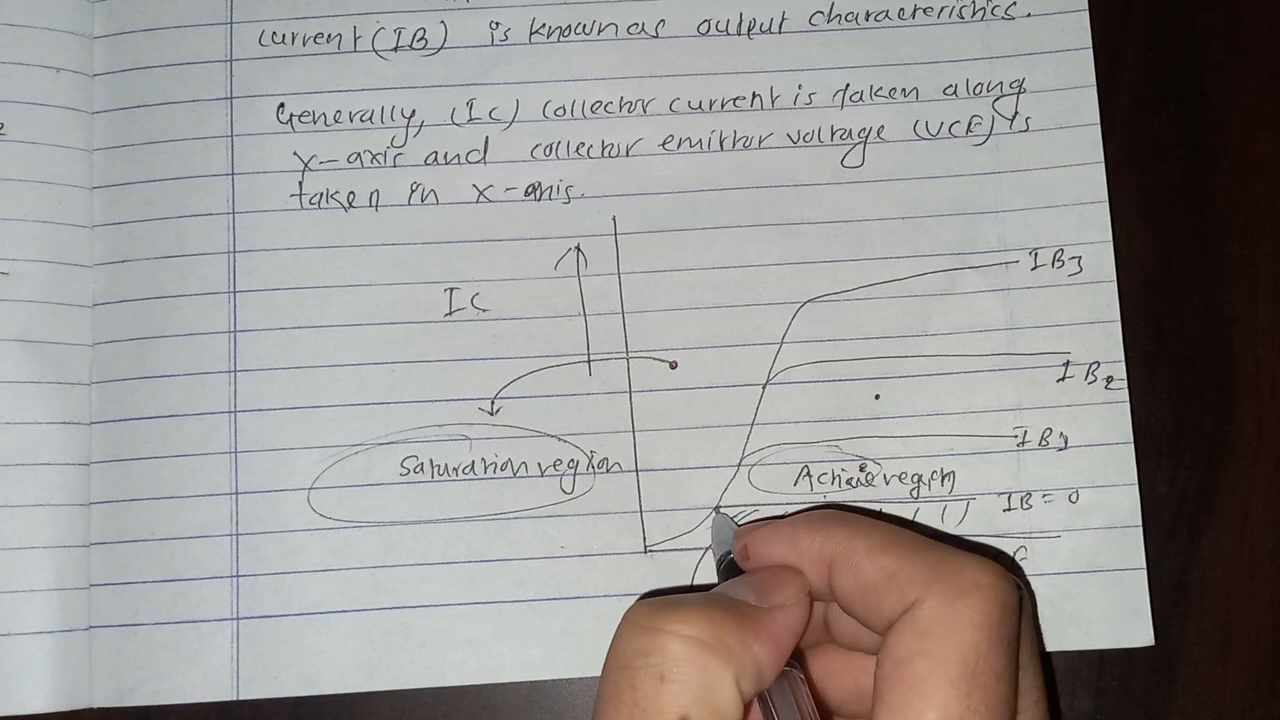 current (IB) is known as output characteristics.
Generally, (IC) collector current is taken along
X-axis and collector emittor voltage (VCE) is
taken in X-axis.
IB3
IC
IB2
IB1
Saturation region
Active region
IB = 0